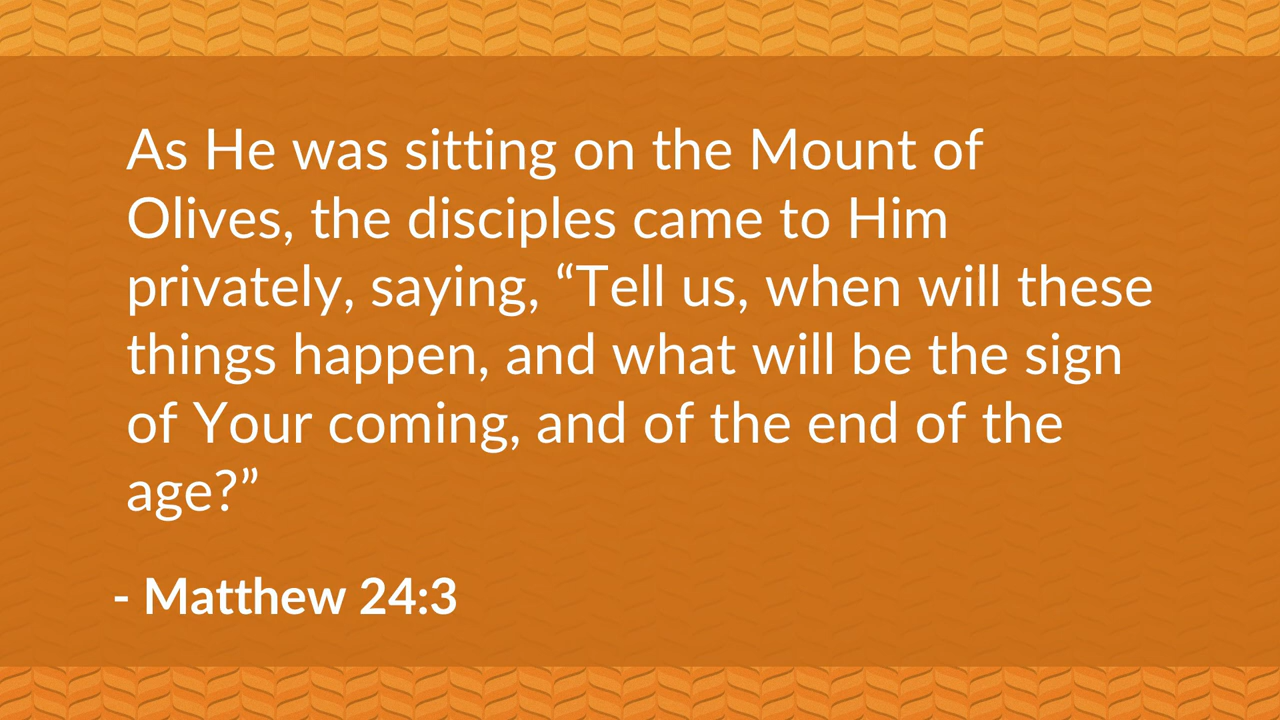 As He was sitting on the Mount of
Olives, the disciples came to Him
privately, saying, “Tell us, when will these
things happen, and what will be the sign
of Your coming, and of the end of the
age?”
- Matthew 24:3